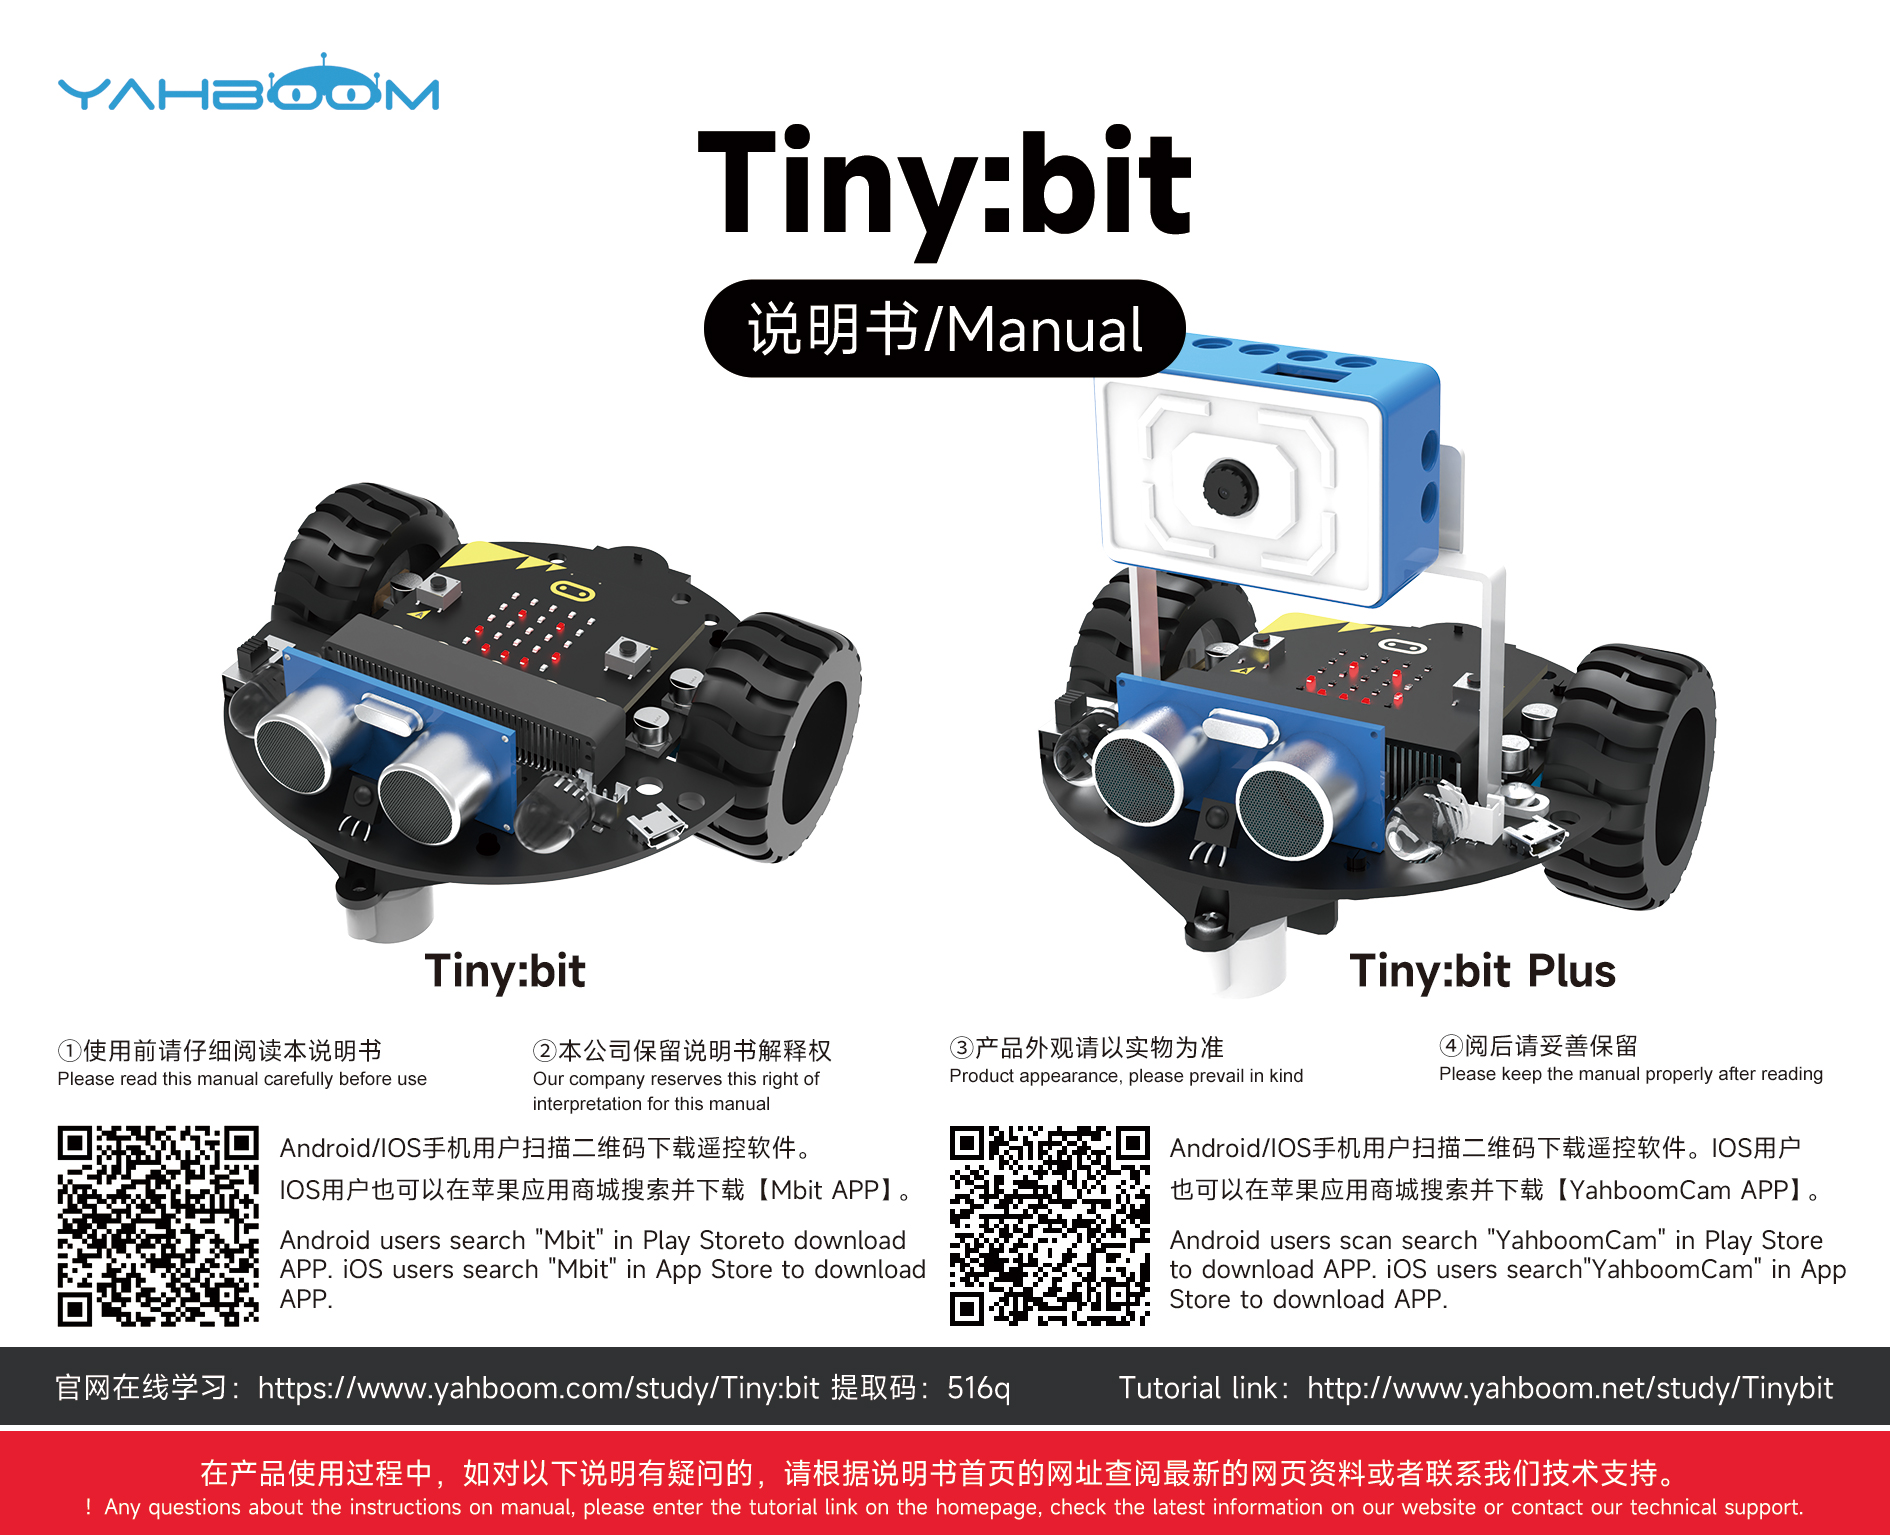 YAHBOOM
Tiny:bit
说明书/Manual
Tiny:bit
Tiny:bit Plus
①使用前请仔细阅读本说明书
Please read this manual carefully before use
②本公司保留说明书解释权
Our company reserves this right of
interpretation for this manual
③产品外观请以实物为准
Product appearance, please prevail in kind
④阅后请妥善保留
Please keep the manual properly after reading
Android/IOS手机用户扫描二维码下载遥控软件。
IOS用户也可以在苹果应用商城搜索并下载【Mbit APP】。
Android users search "Mbit" in Play Storeto download
APP. iOS users search "Mbit" in App Store to download
APP.
Android/IOS手机用户扫描二维码下载遥控软件。IOS用户
也可以在苹果应用商城搜索并下载【YahboomCam APP】。
Android users scan search "YahboomCam" in Play Store
to download APP. iOS users search"YahboomCam" in App
Store to download APP.
官网在线学习：https://www.yahboom.com/study/Tiny:bit 提取码：516q
Tutorial link：http://www.yahboom.net/study/Tinybit
在产品使用过程中，如对以下说明有疑问的，请根据说明书首页的网址查阅最新的网页资料或者联系我们技术支持。
！Any questions about the instructions on manual, please enter the tutorial link on the homepage, check the latest information on our website or contact our technical support.